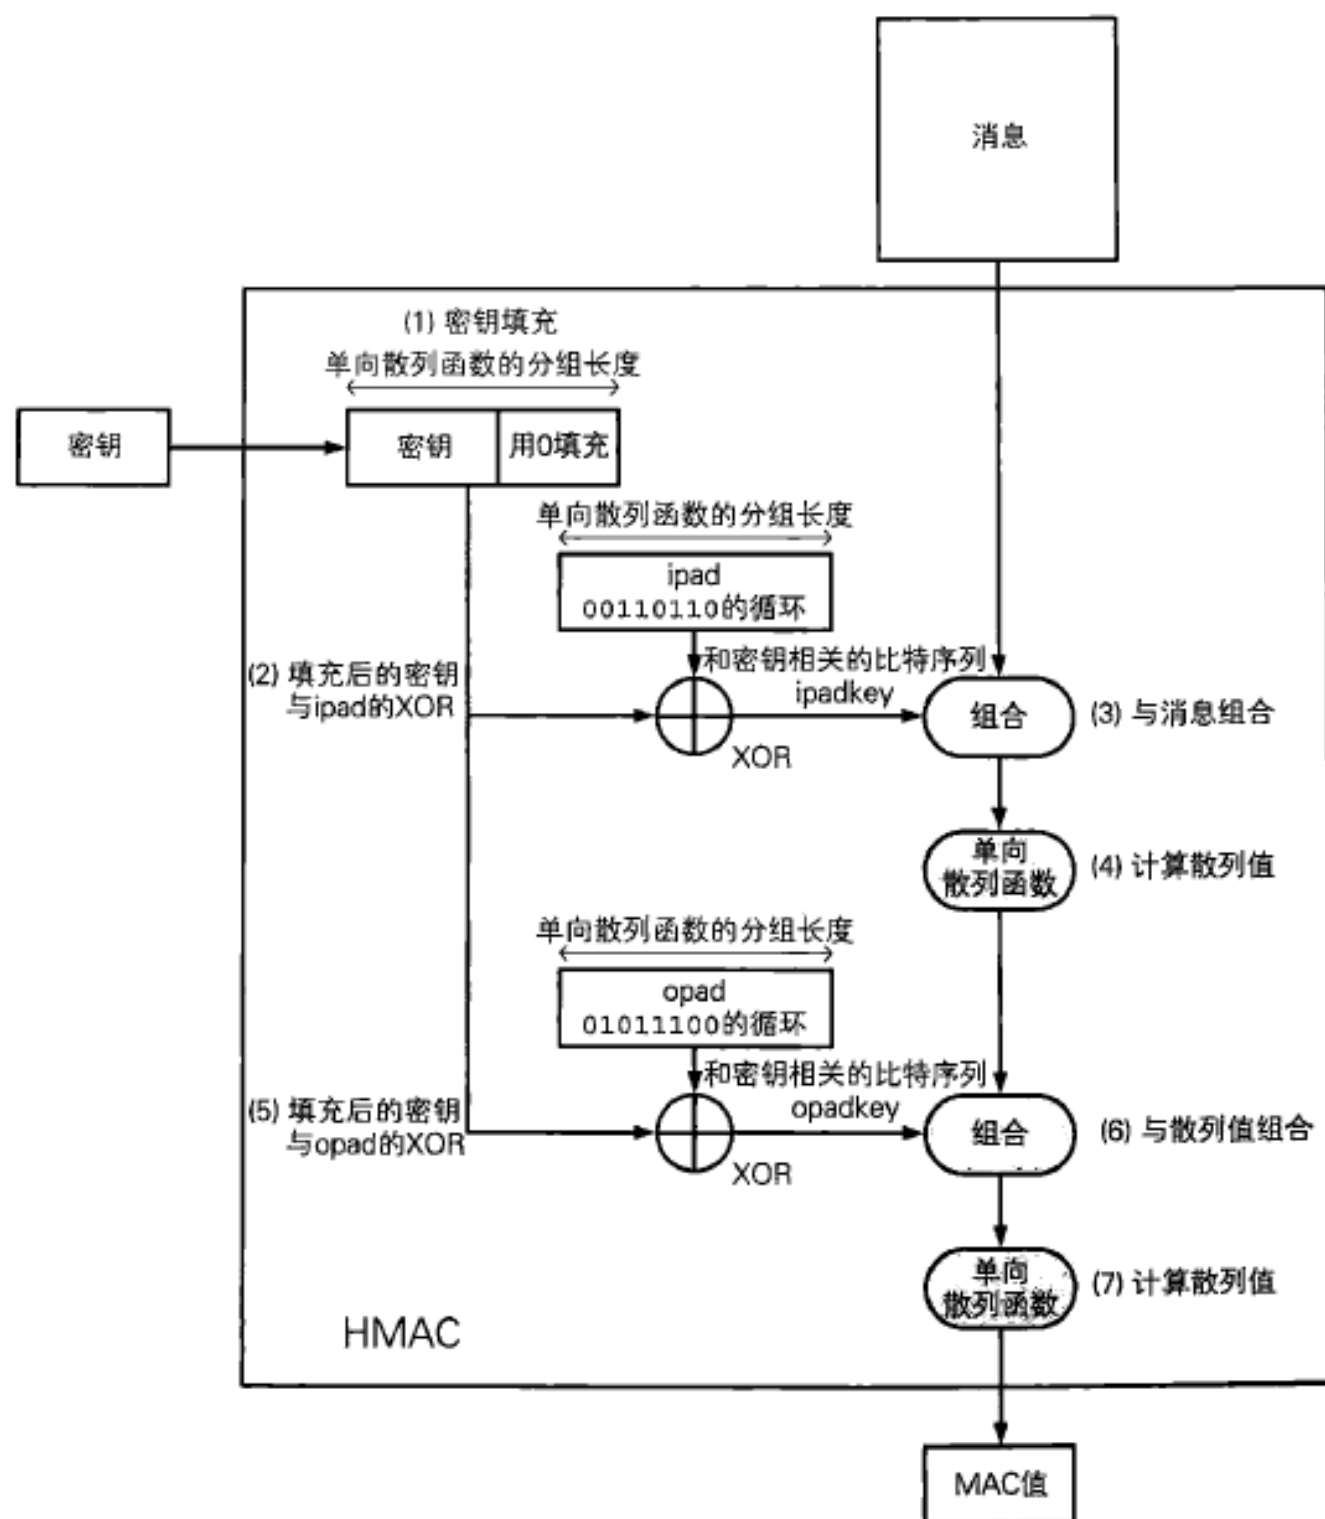 消息
(1) 密钥填充
单向散列函数的分组长度
密钥
密钥
用0填充
单向散列函数的分组长度
ipad
00110110的循环
(2) 填充后的密钥
与ipad的XOR
和密钥相关的比特序列
ipadkey
XOR
组合
(3) 与消息组合
单向
散列函数
(4) 计算散列值
单向散列函数的分组长度
opad
01011100的循环
(5) 填充后的密钥
与opad的XOR
和密钥相关的比特序列
opadkey
XOR
组合
(6) 与散列值组合
单向
散列函数
(7) 计算散列值
HMAC
MAC值